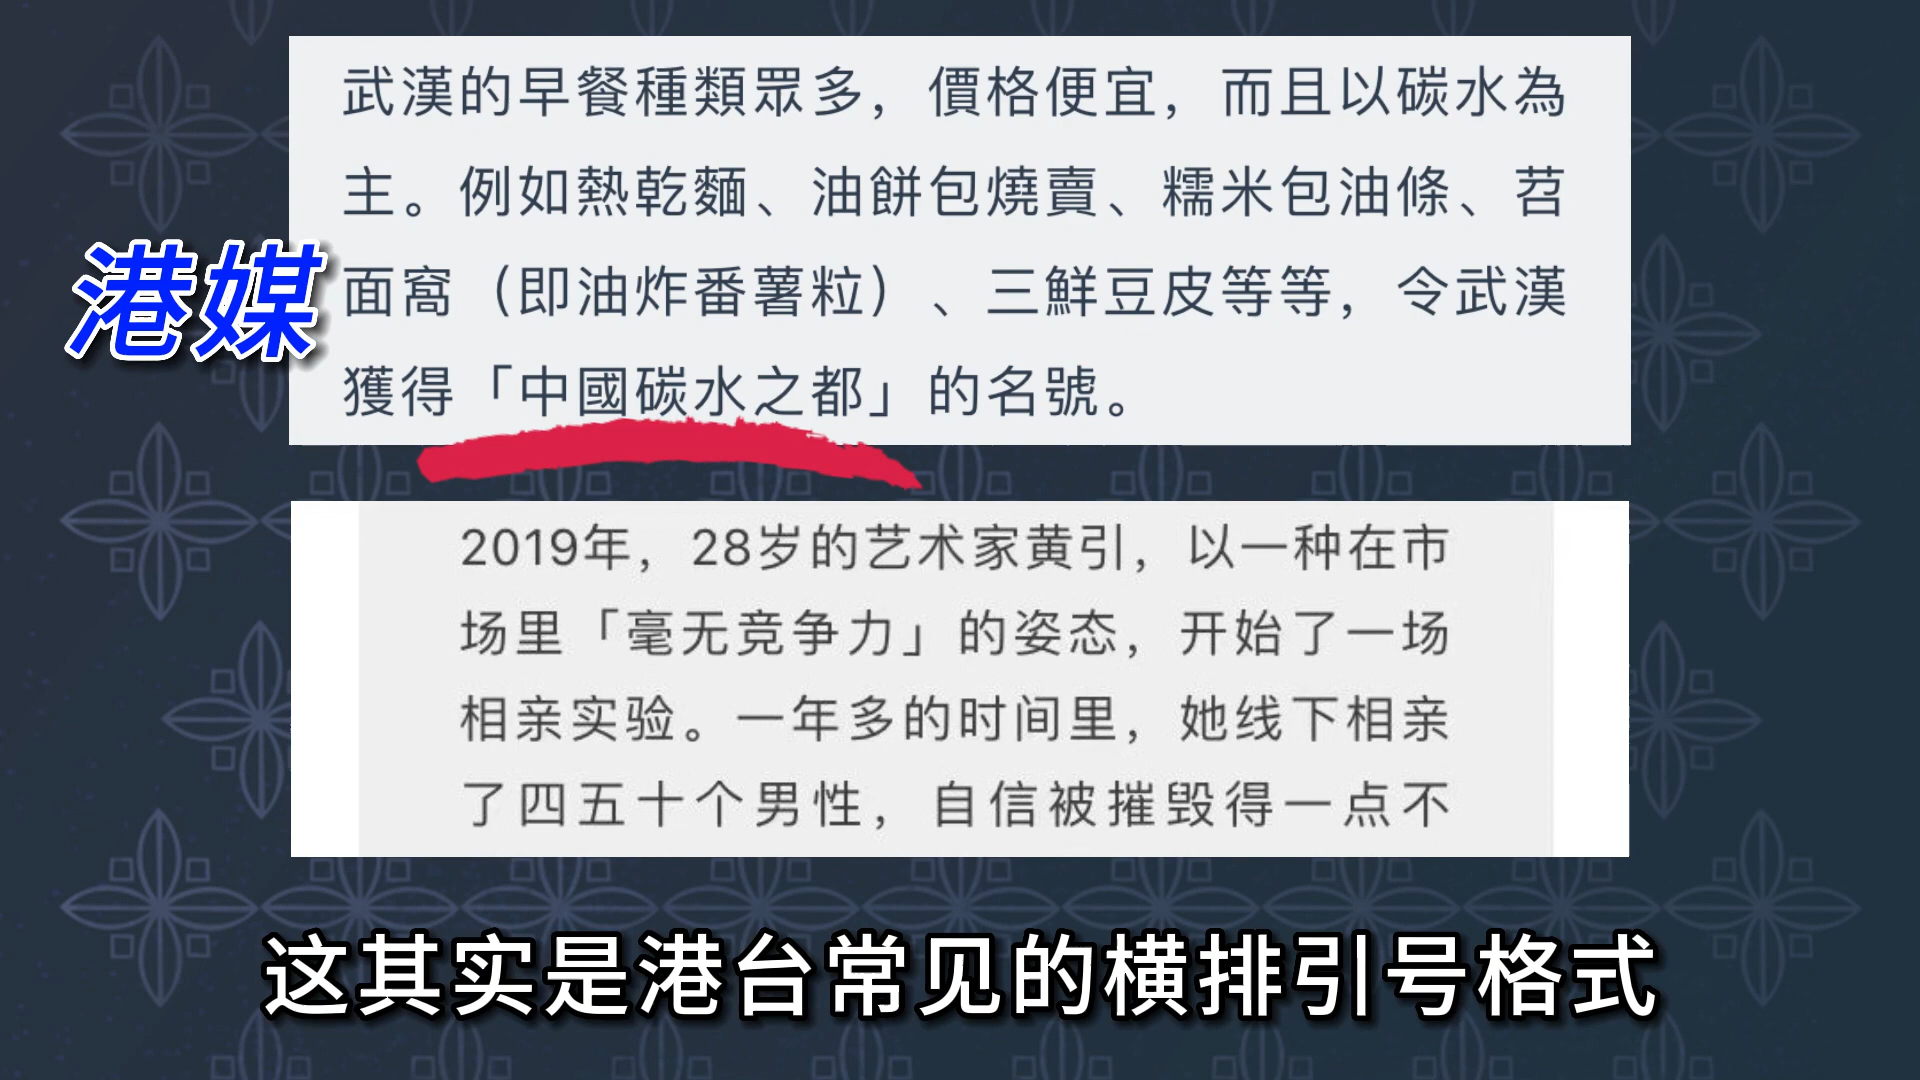 武漢的早餐種類眾多，價格便宜，而且以碳水為
主。例如熱乾麵、油餅包燒賣、糯米包油條、苕
港媒
面窩（即油炸番薯粒）、三鮮豆皮等等，令武漢
獲得「中國碳水之都」的名號。
2019年，28岁的艺术家黄引，以一种在市
场里「毫无竞争力」的姿态，开始了一场
相亲实验。一年多的时间里，她线下相亲
了四五十个男性，自信被摧毁得一点不
这其实是港台常见的横排引号格式